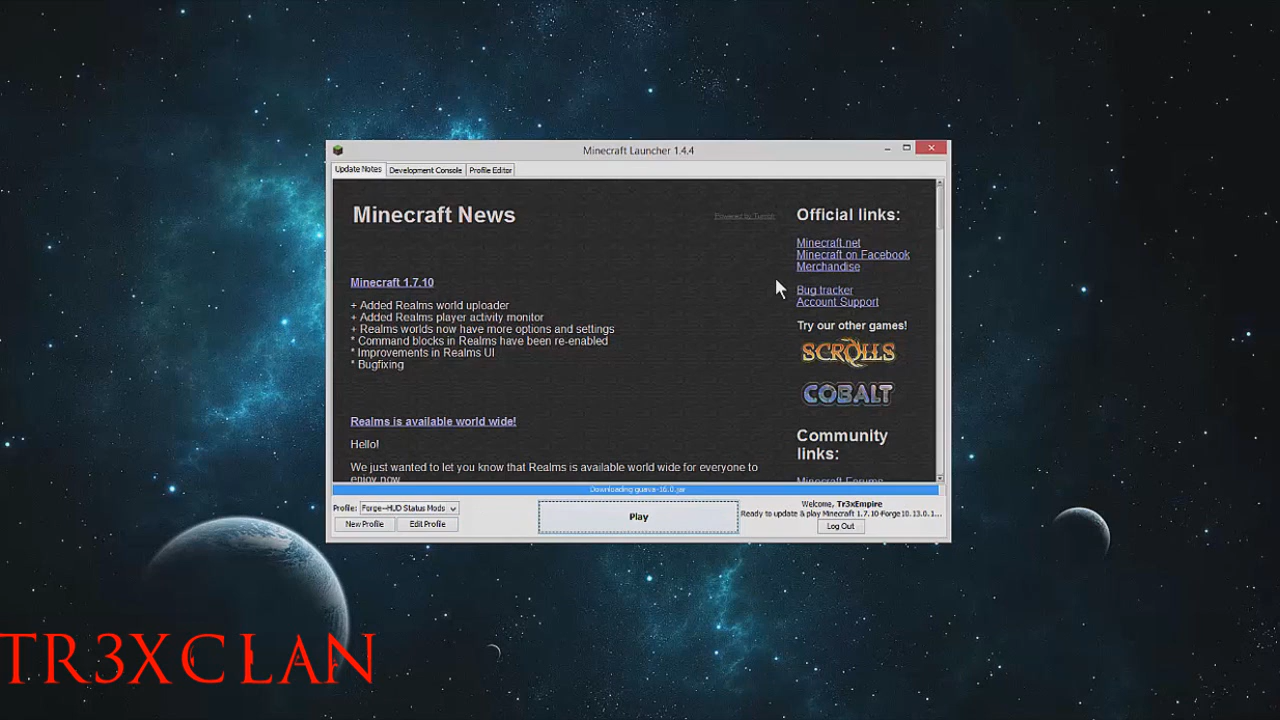 Minecraft Launcher 1.4.4
Update Notes
Development Console
Profile Editor
Minecraft News
Powered by Tumblr
Minecraft 1.7.10
+ Added Realms world uploader
+ Added Realms player activity monitor
+ Realms worlds now have more options and settings
* Command blocks in Realms have been re-enabled
* Improvements in Realms UI
* Bugfixing
Realms is available world wide!
Hello!
We just wanted to let you know that Realms is available world wide for everyone to
enjoy now
Official links:
Minecraft.net
Minecraft on Facebook
Merchandise
Bug tracker
Account Support
Try our other games!
SCROLLS
COBALT
Community
links:
Minecraft Forums
Downloading guava-16.0.jar
Profile:
Forge--HUD Status Mods
New Profile
Edit Profile
Play
Welcome, Tr3xEmpire
Ready to update & play Minecraft 1.7.10-Forge10.13.0.1...
Log Out
TR3XCLAN